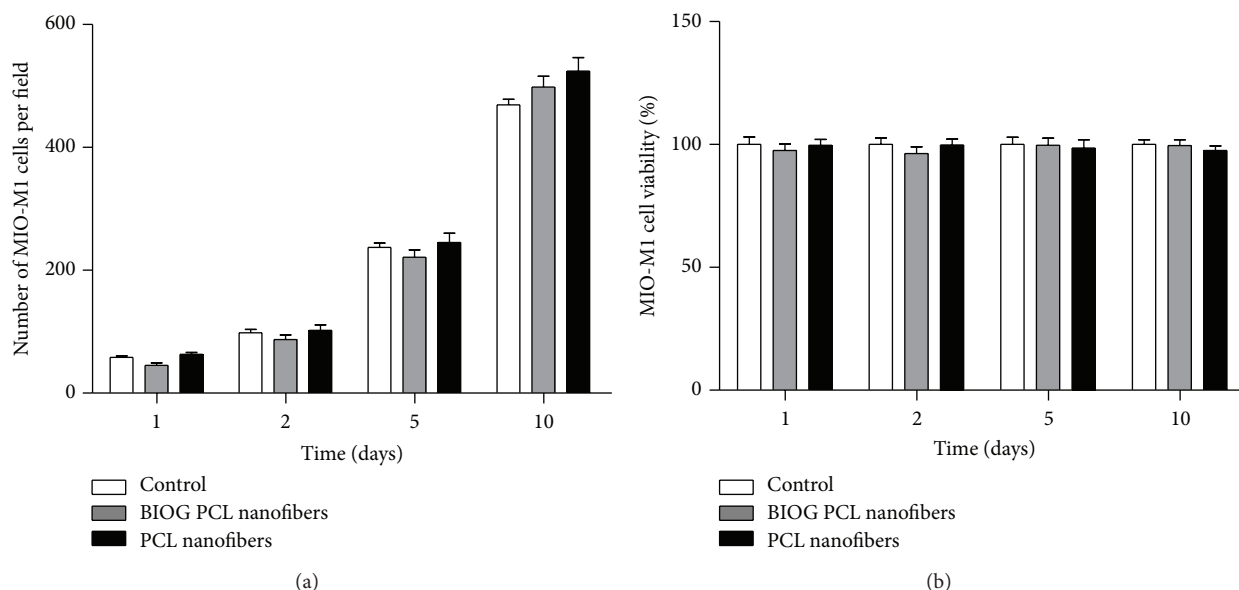 600
400
200
0
Number of MIO-M1 cells per field
1 2 5 10
Time (days)
Control
BIOG PCL nanofibers
PCL nanofibers
(a)
150
100
50
0
MIO-M1 cell viability (%)
1 2 5 10
Time (days)
Control
BIOG PCL nanofibers
PCL nanofibers
(b)